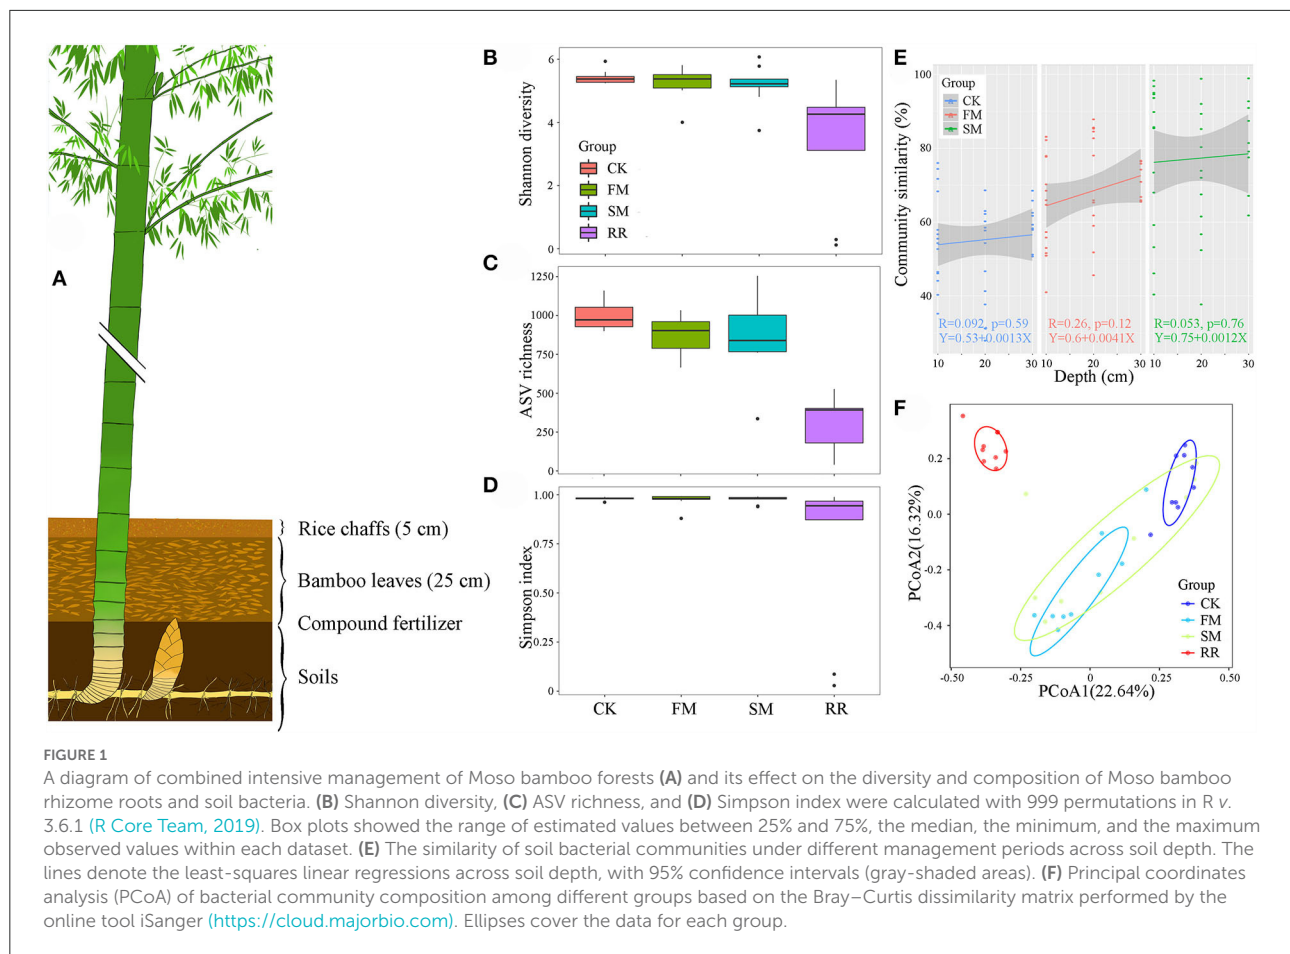 A
Rice chaffs (5 cm)
Bamboo leaves (25 cm)
Compound fertilizer
Soils
B
Shannon diversity
6
4
2
0
Group
CK
FM
SM
RR
C
ASV richness
1250
1000
750
500
250
0
D
Simpson index
1.00
0.75
0.50
0.25
0
CK FM SM RR
E
Community similarity (%)
100
80
60
40
Group
CK
FM
SM
R=0.092, p=0.59
Y=0.53+0.0013X
R=0.26, p=0.12
Y=0.6+0.0041X
R=0.053, p=0.76
Y=0.75+0.0012X
10 20 30 10 20 30 10 20 30
Depth (cm)
F
PCoA2(16.32%)
0.2
0.0
-0.2
-0.4
Group
CK
FM
SM
RR
-0.50 -0.25 0.00 0.25 0.50
PCoA1(22.64%)
FIGURE 1
A diagram of combined intensive management of Moso bamboo forests (A) and its effect on the diversity and composition of Moso bamboo
rhizome roots and soil bacteria. (B) Shannon diversity, (C) ASV richness, and (D) Simpson index were calculated with 999 permutations in R v.
3.6.1 (R Core Team, 2019). Box plots showed the range of estimated values between 25% and 75%, the median, the minimum, and the maximum
observed values within each dataset. (E) The similarity of soil bacterial communities under different management periods across soil depth. The
lines denote the least-squares linear regressions across soil depth, with 95% confidence intervals (gray-shaded areas). (F) Principal coordinates
analysis (PCoA) of bacterial community composition among different groups based on the Bray–Curtis dissimilarity matrix performed by the
online tool iSanger (https://cloud.majorbio.com). Ellipses cover the data for each group.